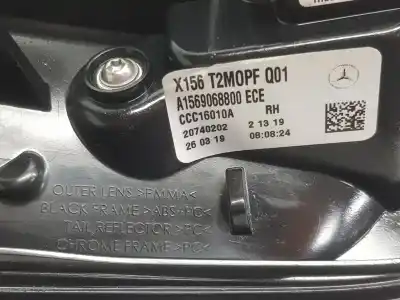 X156 T2MOPF Q01
A1569068800 ECE
CCC16010A RH
20740202 2 13 19
26 03 19 08:08:24
OUTER LENS >PMMA<
BLACK FRAME >ABS+PC<
TAIL REFLECTOR >PC<
CHROME FRAME >PC<